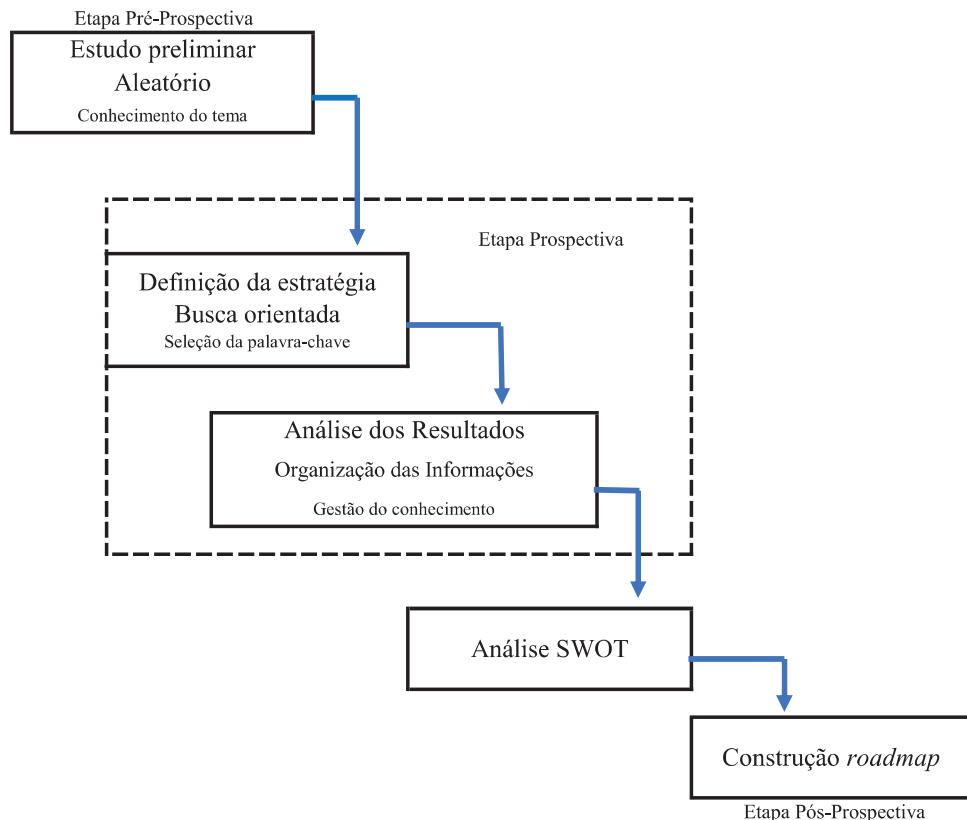 Etapa Pré-Prospectiva
Estudo preliminar
Aleatório
Conhecimento do tema
Etapa Prospectiva
Definição da estratégia
Busca orientada
Seleção da palavra-chave
Análise dos Resultados
Organização das Informações
Gestão do conhecimento
Análise SWOT
Construção roadmap
Etapa Pós-Prospectiva